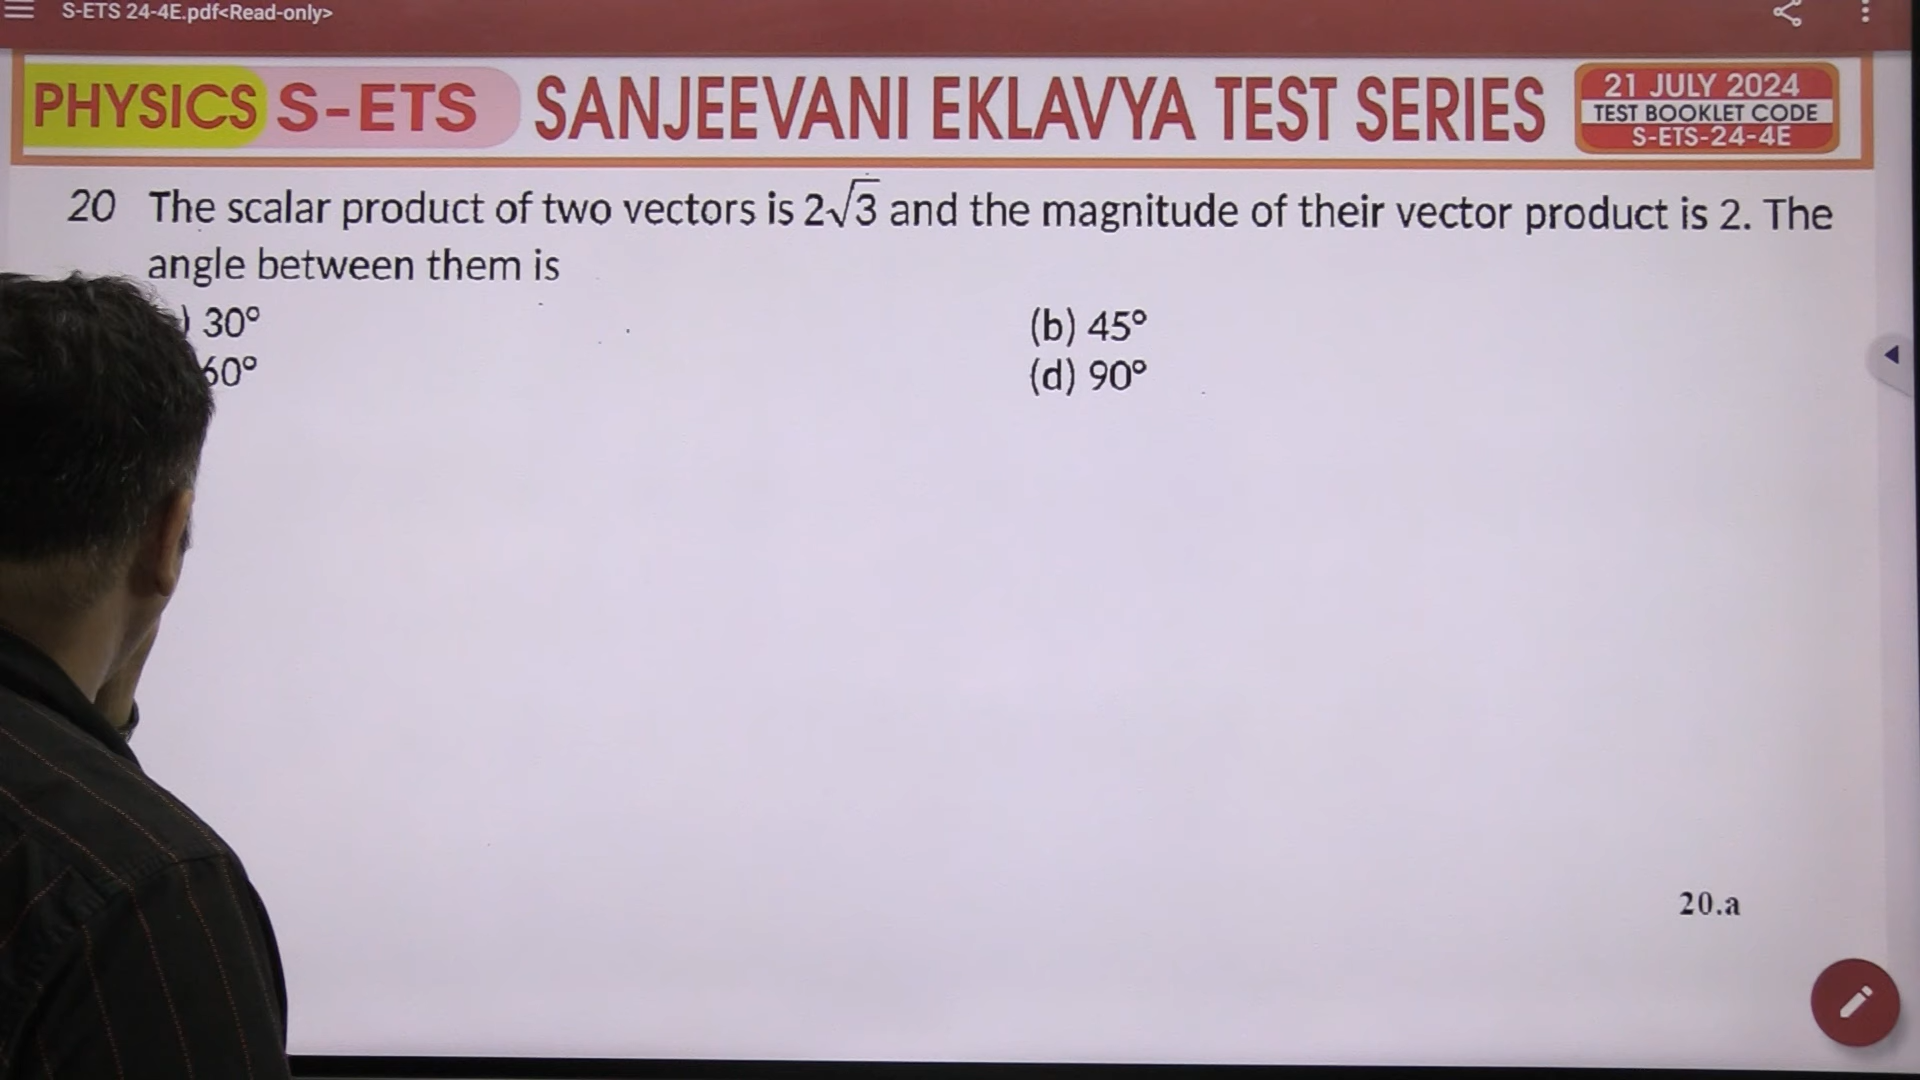 S-ETS 24-4E.pdf<Read-only>
PHYSICS S-ETS SANJEEVANI EKLAVYA TEST SERIES
21 JULY 2024
TEST BOOKLET CODE
S-ETS-24-4E
20 The scalar product of two vectors is 2√3 and the magnitude of their vector product is 2. The
angle between them is
) 30° (b) 45°
60° (d) 90°
20.a